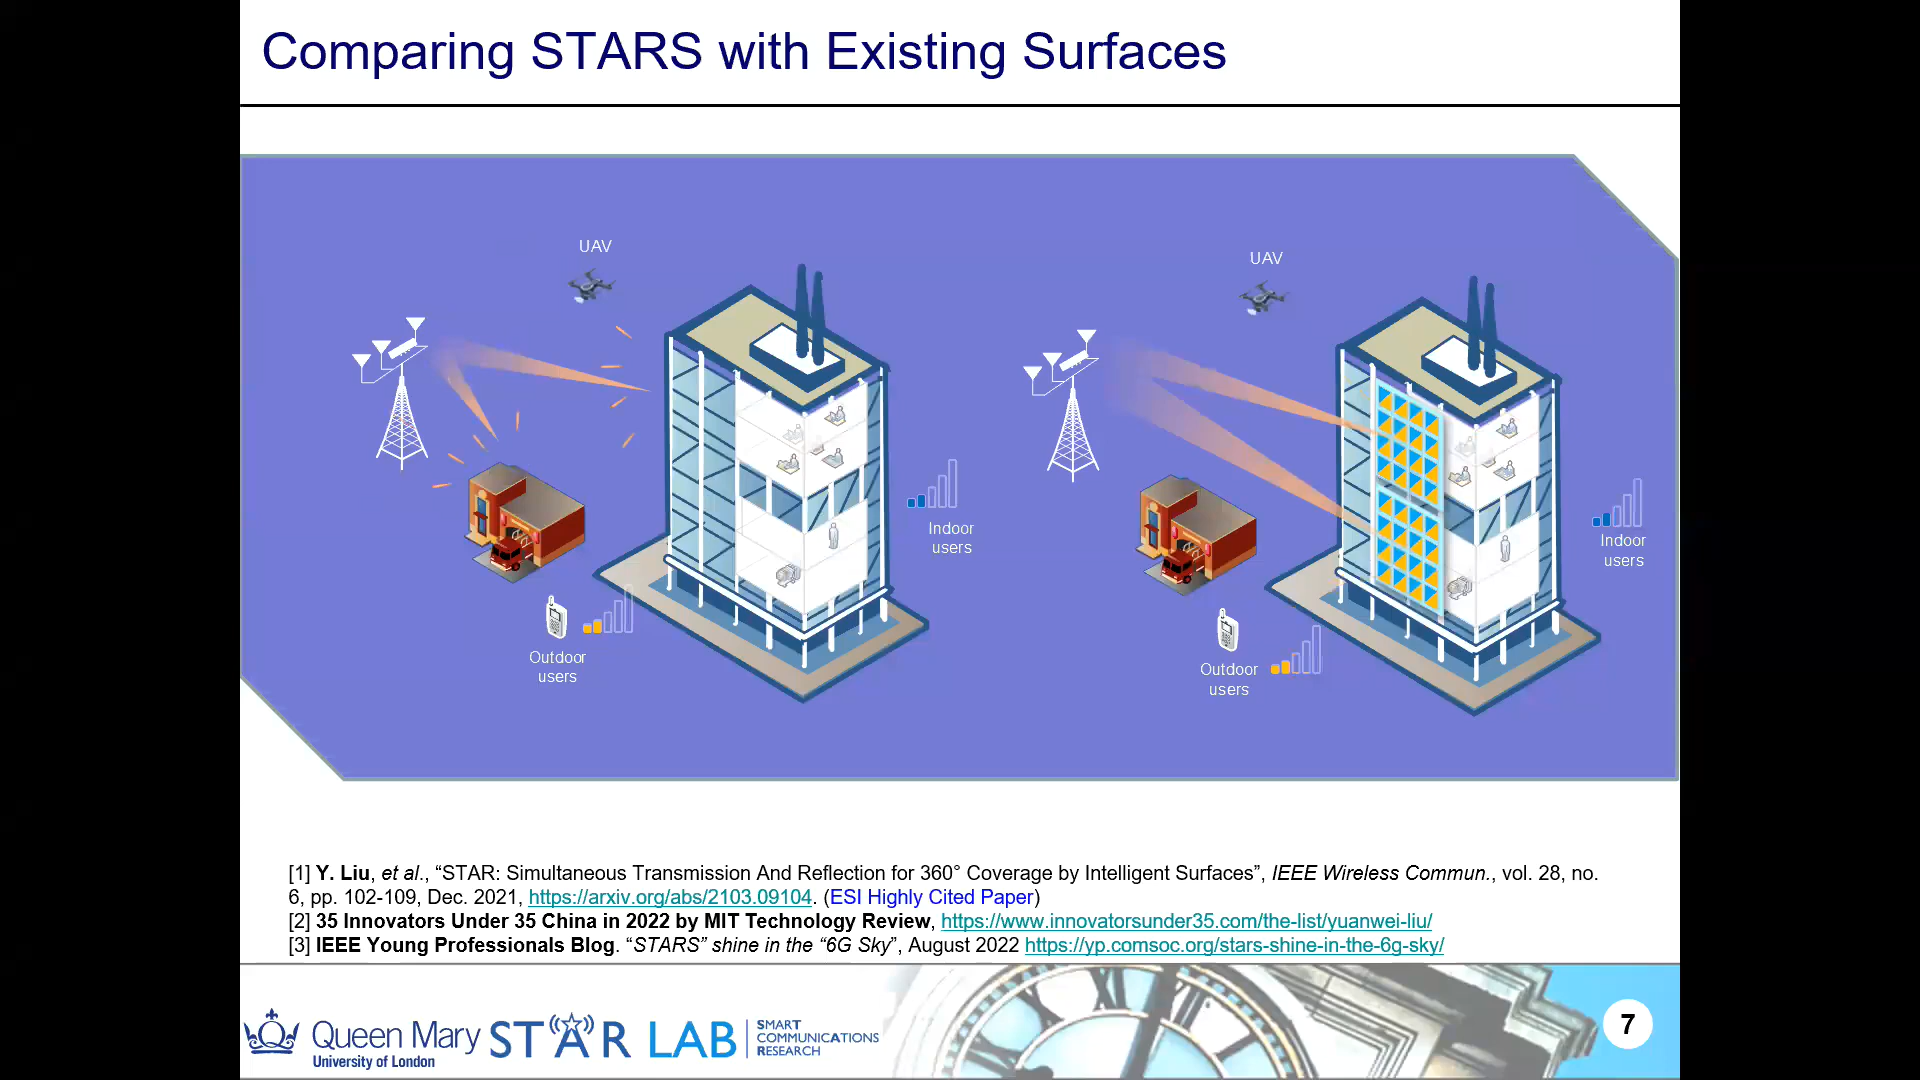 Comparing STARS with Existing Surfaces
UAV
UAV
Indoor
users
Indoor
users
Outdoor
users
Outdoor
users
[1] Y. Liu, et al., “STAR: Simultaneous Transmission And Reflection for 360° Coverage by Intelligent Surfaces”, IEEE Wireless Commun., vol. 28, no.
6, pp. 102-109, Dec. 2021, https://arxiv.org/abs/2103.09104. (ESI Highly Cited Paper)
[2] 35 Innovators Under 35 China in 2022 by MIT Technology Review, https://www.innovatorsunder35.com/the-list/yuanwei-liu/
[3] IEEE Young Professionals Blog. “STARS” shine in the “6G Sky”, August 2022 https://yp.comsoc.org/stars-shine-in-the-6g-sky/
Queen Mary
University of London
STAR LAB
SMART
COMMUNICATIONS
RESEARCH
7